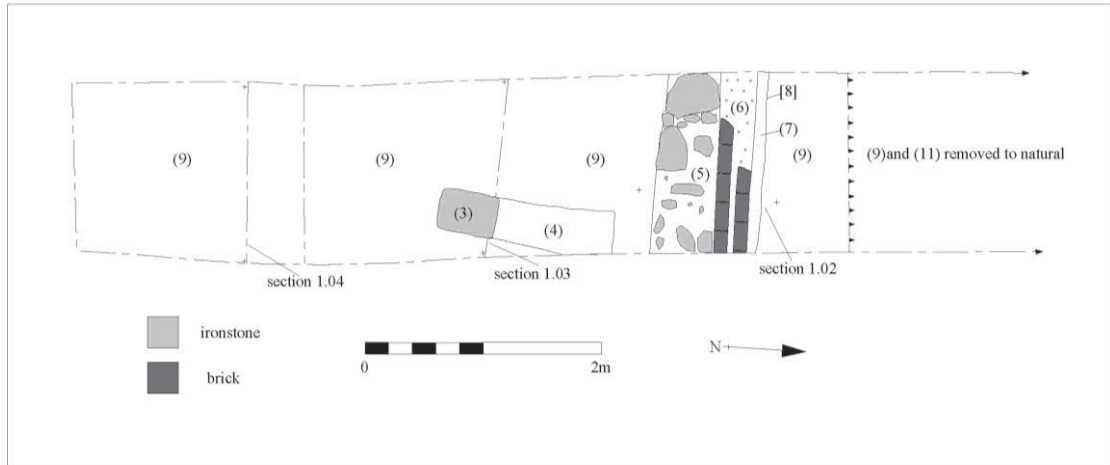 [8]
(6)
(7)
(9) (9) (9) (9) (9)and (11) removed to natural
(5)
(3)
(4)
section 1.04
section 1.03
section 1.02
ironstone
brick
0 2m
N